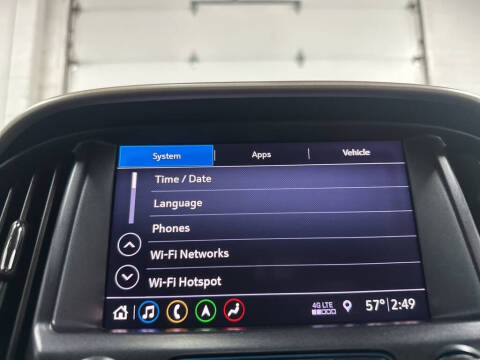 System Apps Vehicle
Time / Date
Language
Phones
Wi-Fi Networks
Wi-Fi Hotspot
4G LTE 57° 2:49